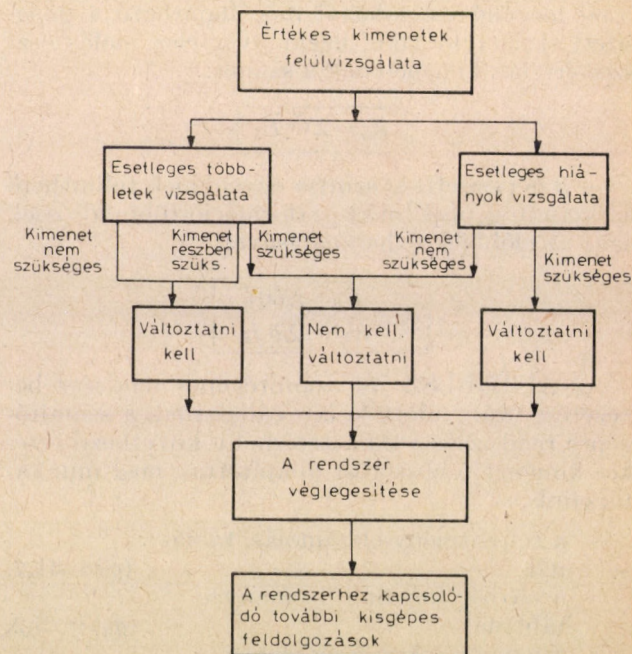 Értékes kimenetek
felülvizsgálata
Esetleges több-
letek vizsgálata
Esetleges hiá-
nyok vizsgálata
Kimenet
nem
szükséges
Kimenet
reszben
szüks.
Kimenet
szükséges
Kimenet
nem
szükséges
Kimenet
szükséges
Változtatni
kell
Nem kell
változtatni
Változtatni
kell
A rendszer
véglegesitése
A rendszerhez kapcsoló-
dó további kisgépes
feldolgozások